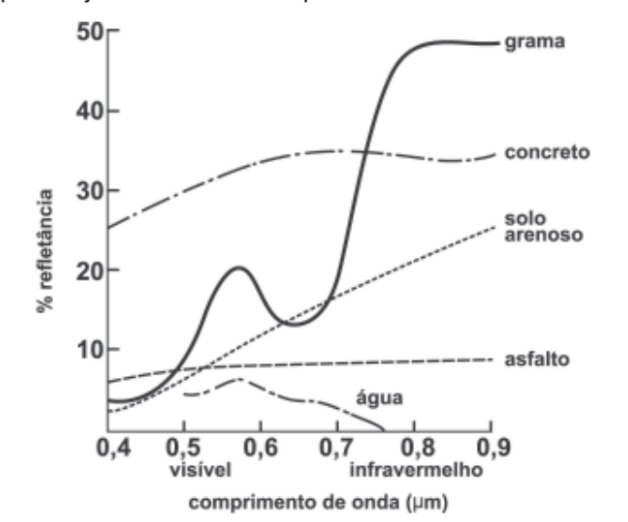 50
40
30
20
10
% refletância
grama
concreto
solo
arenoso
asfalto
água
0,4 0,5 0,6 0,7 0,8 0,9
visível infravermelho
comprimento de onda (μm)